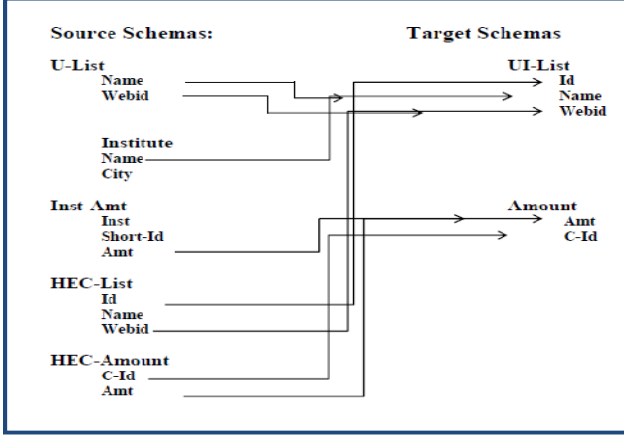 Source Schemas:
Target Schemas
U-List
Name
Webid
Institute
Name
City
Inst Amt
Inst
Short-Id
Amt
HEC-List
Id
Name
Webid
HEC-Amount
C-Id
Amt
UI-List
Id
Name
Webid
Amount
Amt
C-Id